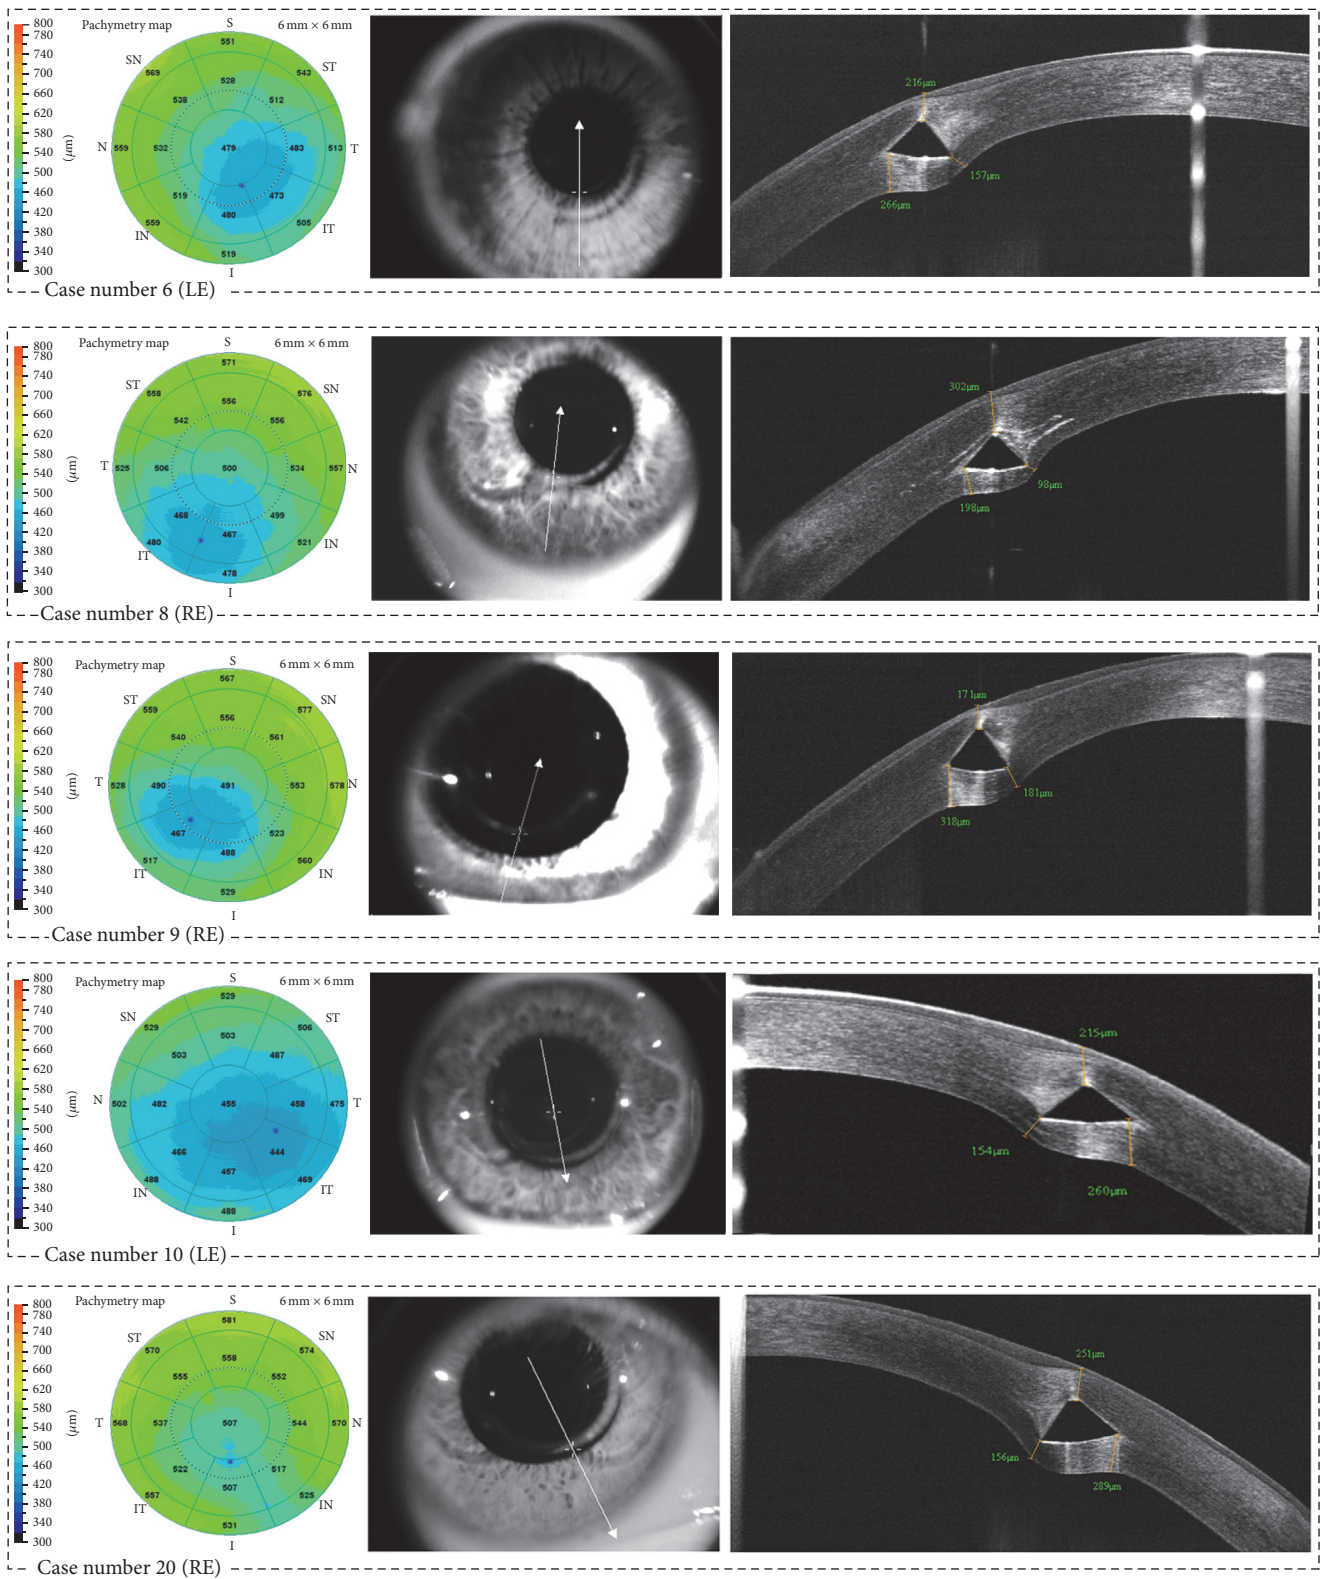 800
780
740
700
660
620
580
540
500
460
420
380
340
300
(μm)
Pachymetry map
6 mm × 6 mm
S
551
SN
569
543
ST
528
538
512
N
559
532
479
483
513
T
519
473
480
559
505
IN
IT
519
I
216μm
157μm
266μm
Case number 6 (LE)
800
780
740
700
660
620
580
540
500
460
420
380
340
300
(μm)
Pachymetry map
6 mm × 6 mm
S
571
ST
558
576
SN
556
542
556
T
525
506
500
534
557
N
468
499
467
480
521
IT
IN
478
I
302μm
98μm
198μm
Case number 8 (RE)
800
780
740
700
660
620
580
540
500
460
420
380
340
300
(μm)
Pachymetry map
6 mm × 6 mm
S
567
ST
559
577
SN
556
540
561
T
528
490
491
553
578
N
467
523
488
517
560
IT
IN
529
I
171μm
181μm
318μm
Case number 9 (RE)
800
780
740
700
660
620
580
540
500
460
420
380
340
300
(μm)
Pachymetry map
6 mm × 6 mm
S
529
SN
529
506
ST
503
503
487
N
502
482
455
458
475
T
466
444
457
488
469
IN
IT
488
I
215μm
154μm
260μm
Case number 10 (LE)
800
780
740
700
660
620
580
540
500
460
420
380
340
300
(μm)
Pachymetry map
6 mm × 6 mm
S
581
ST
570
574
SN
558
555
552
T
568
537
507
544
570
N
522
517
507
557
525
IT
IN
531
I
251μm
156μm
289μm
Case number 20 (RE)